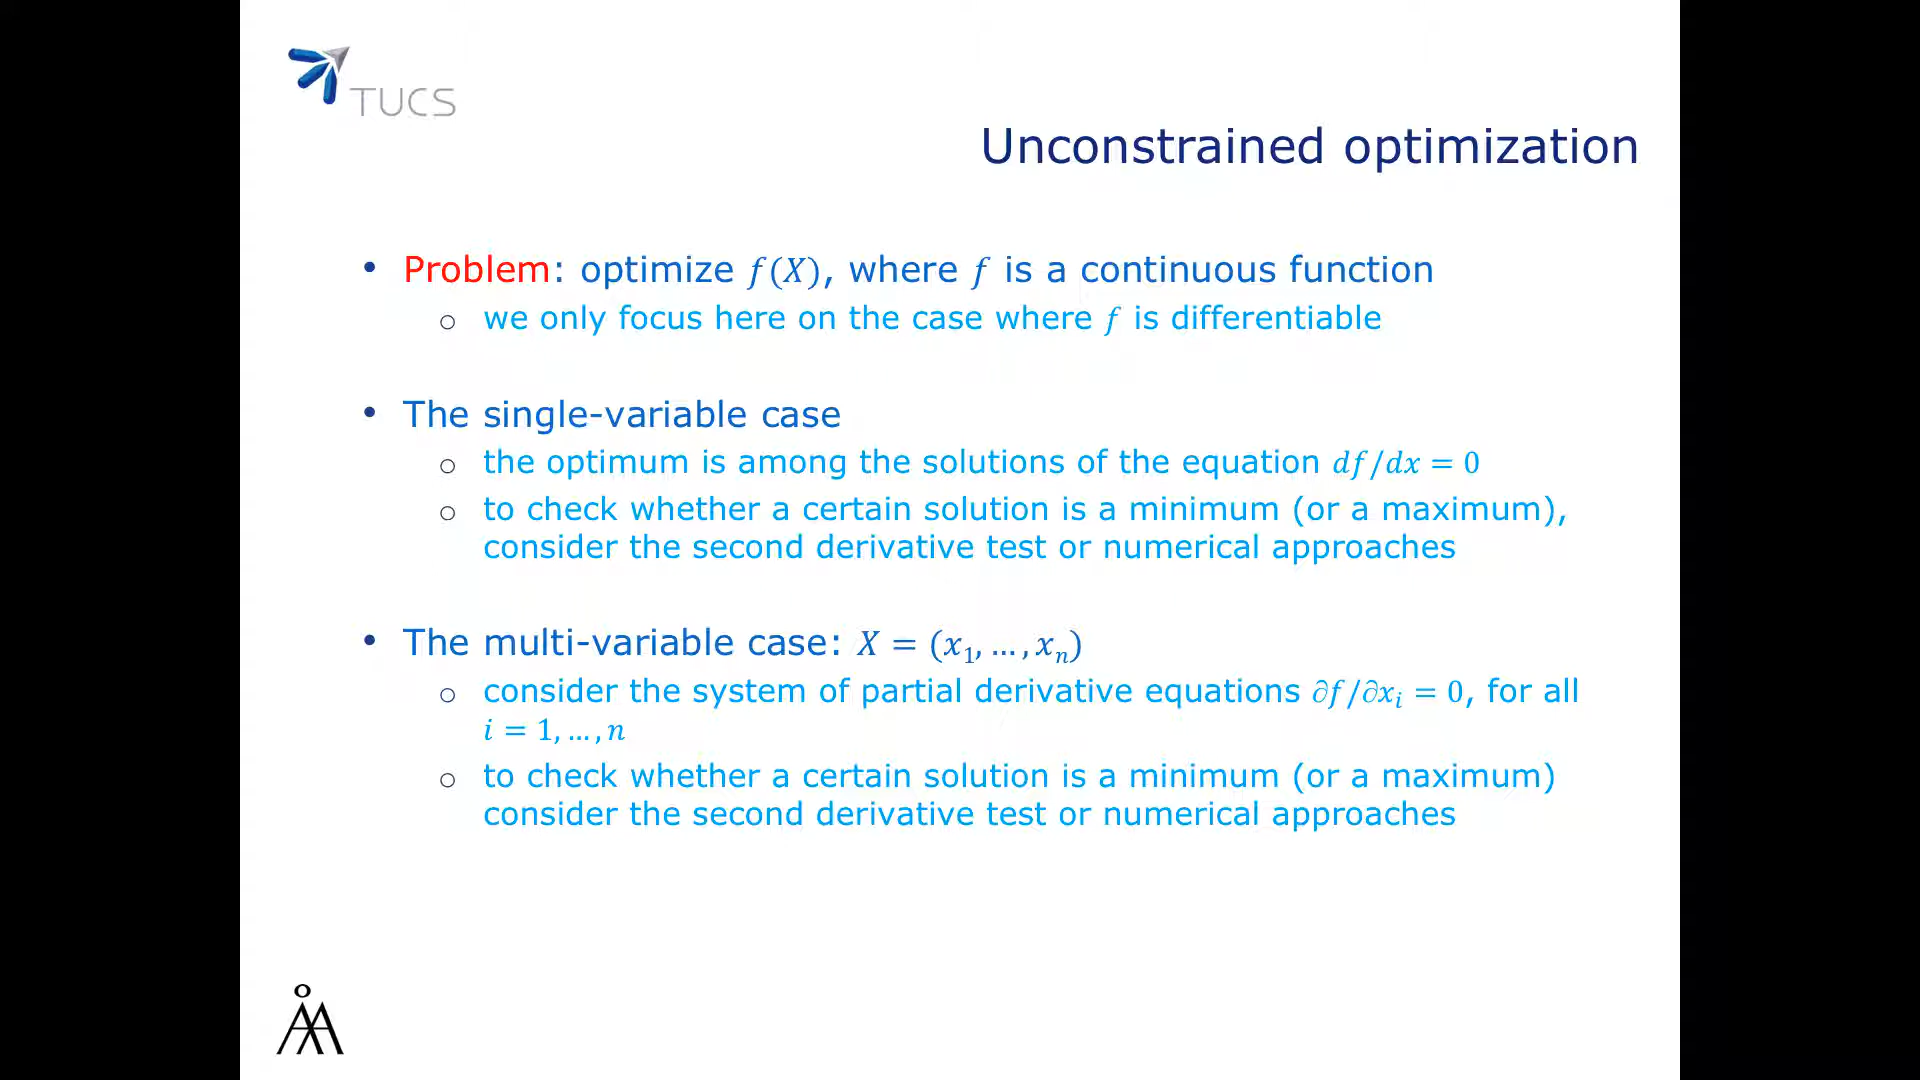 TUCS
Unconstrained optimization
• Problem: optimize f(X), where f is a continuous function
o we only focus here on the case where f is differentiable
• The single-variable case
o the optimum is among the solutions of the equation df/dx = 0
o to check whether a certain solution is a minimum (or a maximum),
consider the second derivative test or numerical approaches
• The multi-variable case: X = (x₁, … , xₙ)
o consider the system of partial derivative equations ∂f/∂xᵢ = 0, for all
i = 1, … , n
o to check whether a certain solution is a minimum (or a maximum)
consider the second derivative test or numerical approaches